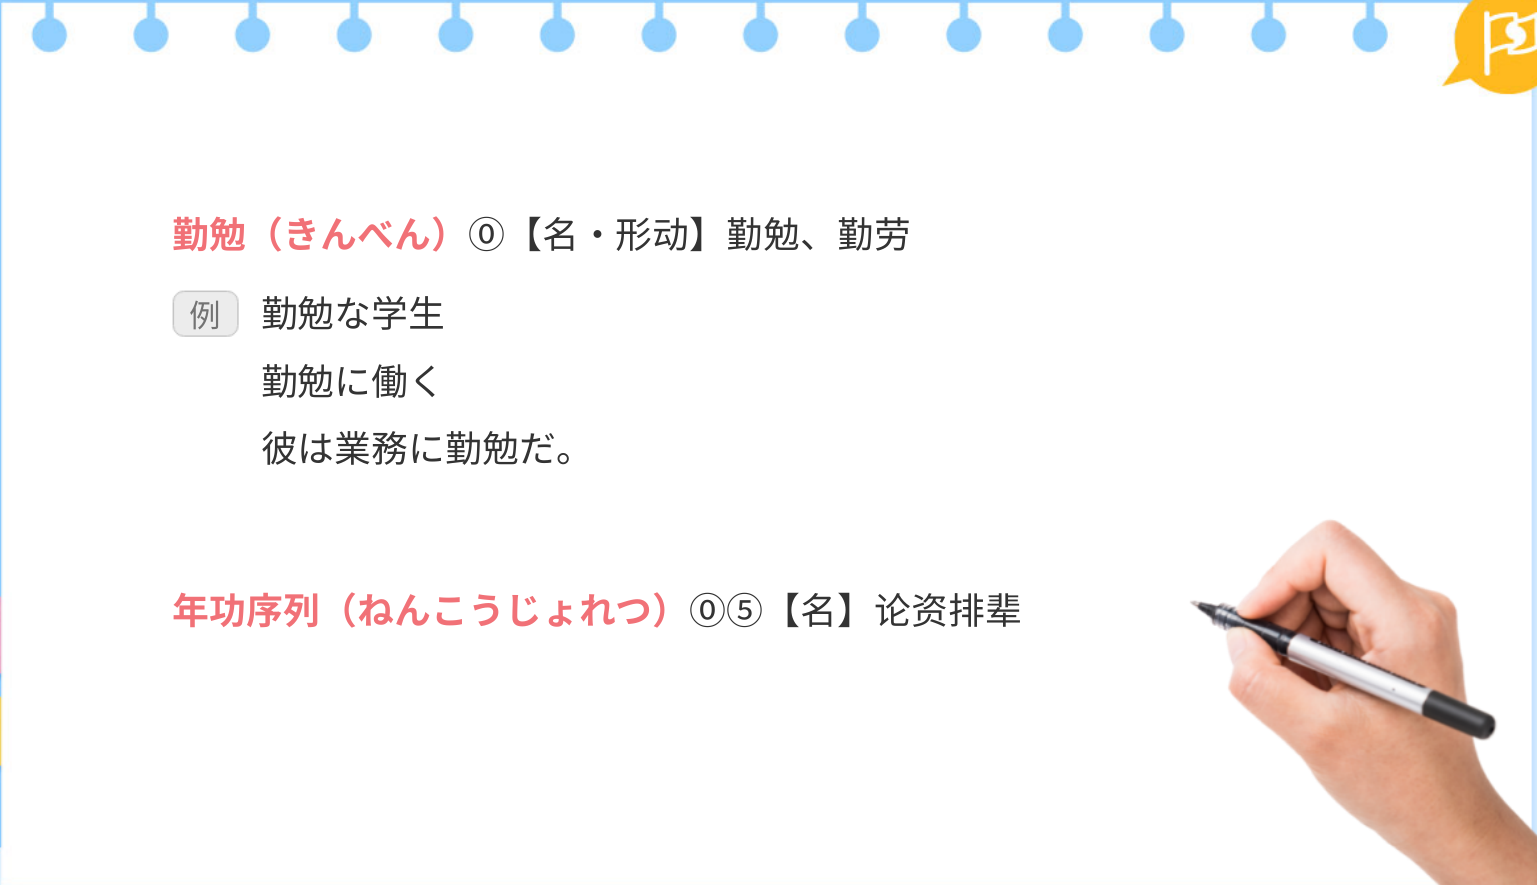 勤勉（きんべん）⓪【名・形动】勤勉、勤劳
例 勤勉な学生
勤勉に働く
彼は業務に勤勉だ。
年功序列（ねんこうじょれつ）⓪⑤【名】论资排辈